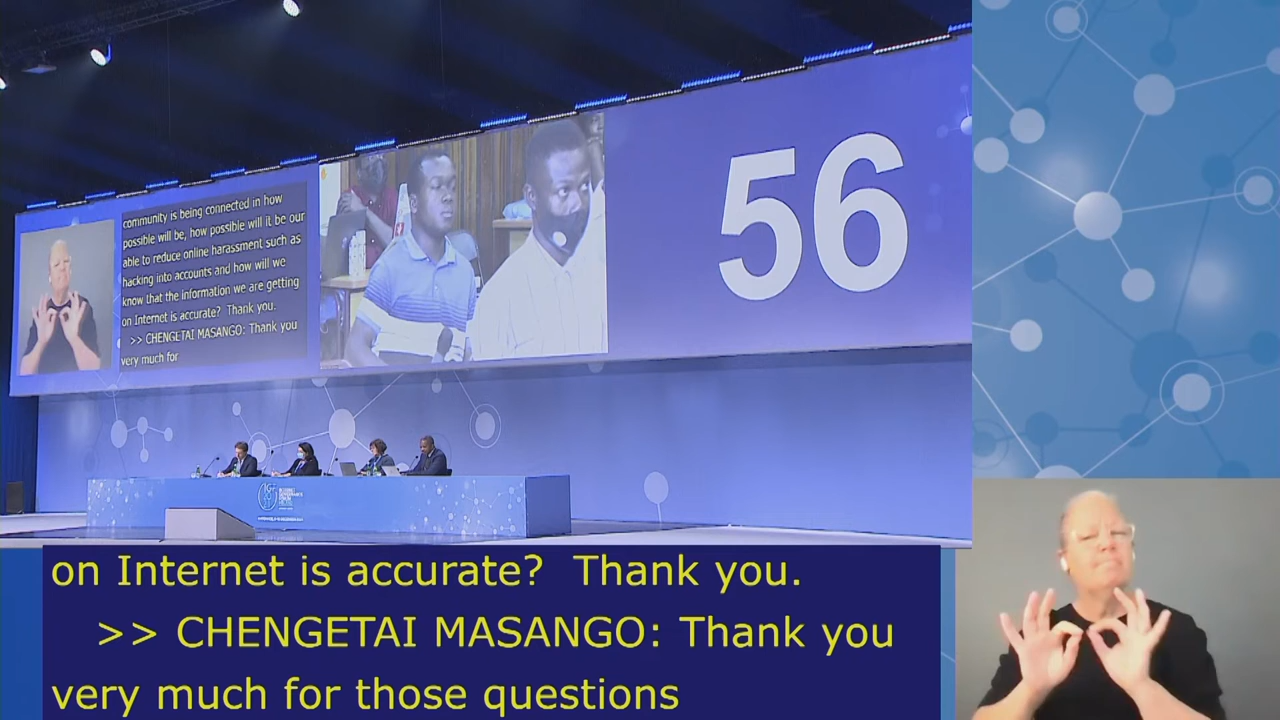 community is being connected in how
possible will be, how possible will it be our
able to reduce online harassment such as
hacking into accounts and how will we
know that the information we are getting
on Internet is accurate? Thank you.
>> CHENGETAI MASANGO: Thank you
very much for
56
on Internet is accurate? Thank you.
>> CHENGETAI MASANGO: Thank you
very much for those questions